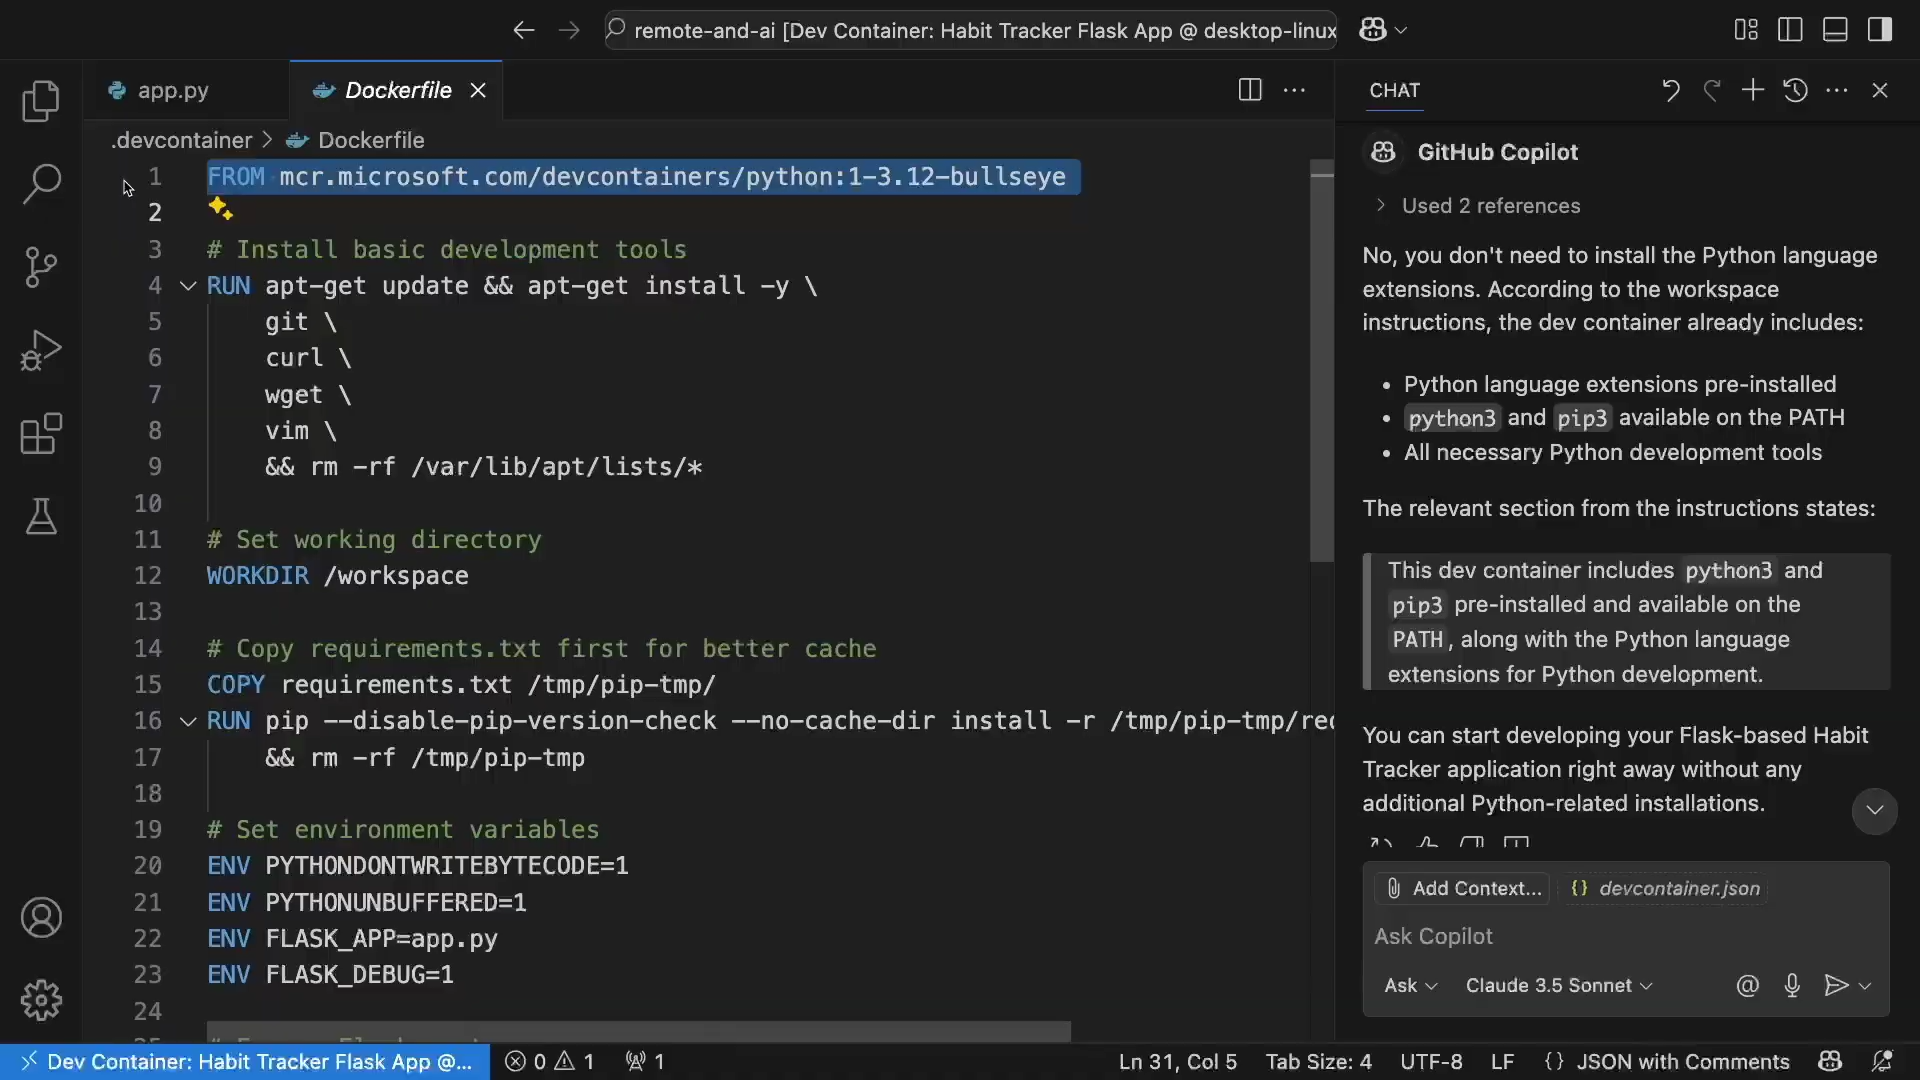 remote-and-ai [Dev Container: Habit Tracker Flask App @ desktop-linux
app.py
Dockerfile
.devcontainer > Dockerfile
1 FROM mcr.microsoft.com/devcontainers/python:1-3.12-bullseye
2
3 # Install basic development tools
4 RUN apt-get update && apt-get install -y \
5 git \
6 curl \
7 wget \
8 vim \
9 && rm -rf /var/lib/apt/lists/*
10
11 # Set working directory
12 WORKDIR /workspace
13
14 # Copy requirements.txt first for better cache
15 COPY requirements.txt /tmp/pip-tmp/
16 RUN pip --disable-pip-version-check --no-cache-dir install -r /tmp/pip-tmp/rec
17 && rm -rf /tmp/pip-tmp
18
19 # Set environment variables
20 ENV PYTHONDONTWRITEBYTECODE=1
21 ENV PYTHONUNBUFFERED=1
22 ENV FLASK_APP=app.py
23 ENV FLASK_DEBUG=1
24
CHAT
GitHub Copilot
> Used 2 references
No, you don't need to install the Python language
extensions. According to the workspace
instructions, the dev container already includes:
• Python language extensions pre-installed
• python3 and pip3 available on the PATH
• All necessary Python development tools
The relevant section from the instructions states:
This dev container includes python3 and
pip3 pre-installed and available on the
PATH, along with the Python language
extensions for Python development.
You can start developing your Flask-based Habit
Tracker application right away without any
additional Python-related installations.
Add Context... {} devcontainer.json
Ask Copilot
Ask Claude 3.5 Sonnet @
Dev Container: Habit Tracker Flask App @... 0 1 1 Ln 31, Col 5 Tab Size: 4 UTF-8 LF {} JSON with Comments